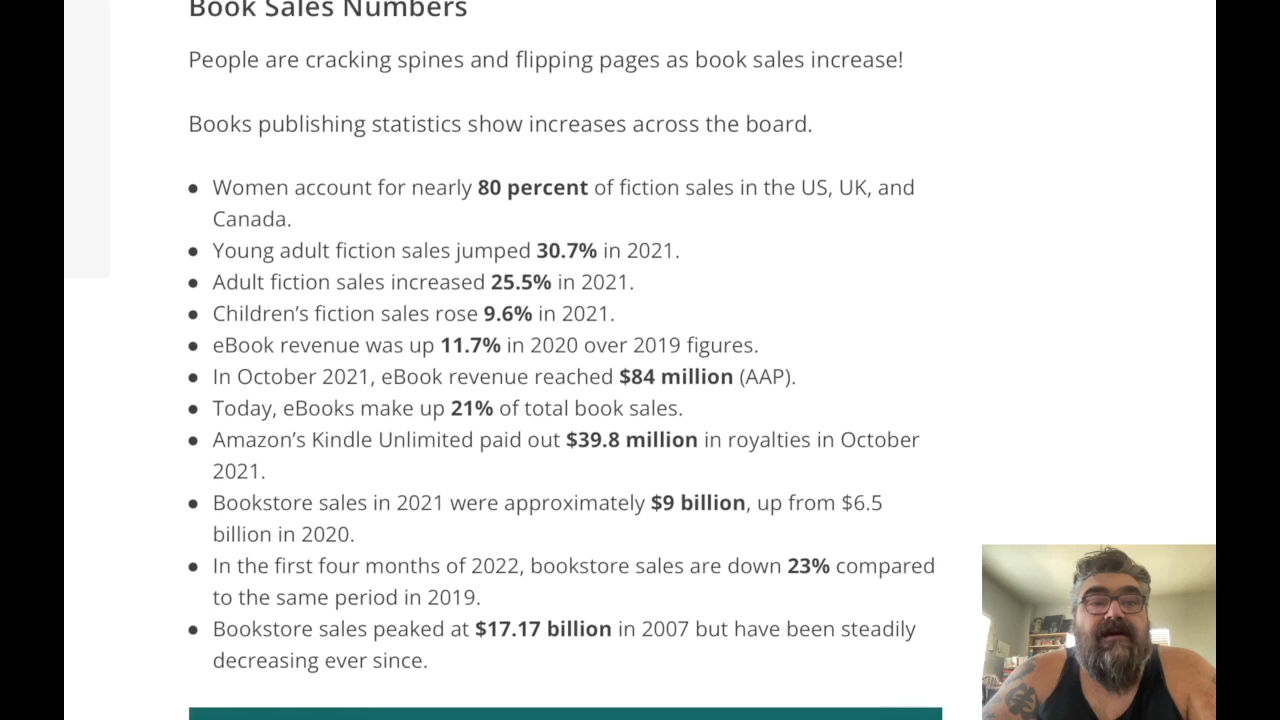 Book Sales Numbers
People are cracking spines and flipping pages as book sales increase!
Books publishing statistics show increases across the board.
● Women account for nearly 80 percent of fiction sales in the US, UK, and
Canada.
● Young adult fiction sales jumped 30.7% in 2021.
● Adult fiction sales increased 25.5% in 2021.
● Children’s fiction sales rose 9.6% in 2021.
● eBook revenue was up 11.7% in 2020 over 2019 figures.
● In October 2021, eBook revenue reached $84 million (AAP).
● Today, eBooks make up 21% of total book sales.
● Amazon’s Kindle Unlimited paid out $39.8 million in royalties in October
2021.
● Bookstore sales in 2021 were approximately $9 billion, up from $6.5
billion in 2020.
● In the first four months of 2022, bookstore sales are down 23% compared
to the same period in 2019.
● Bookstore sales peaked at $17.17 billion in 2007 but have been steadily
decreasing ever since.